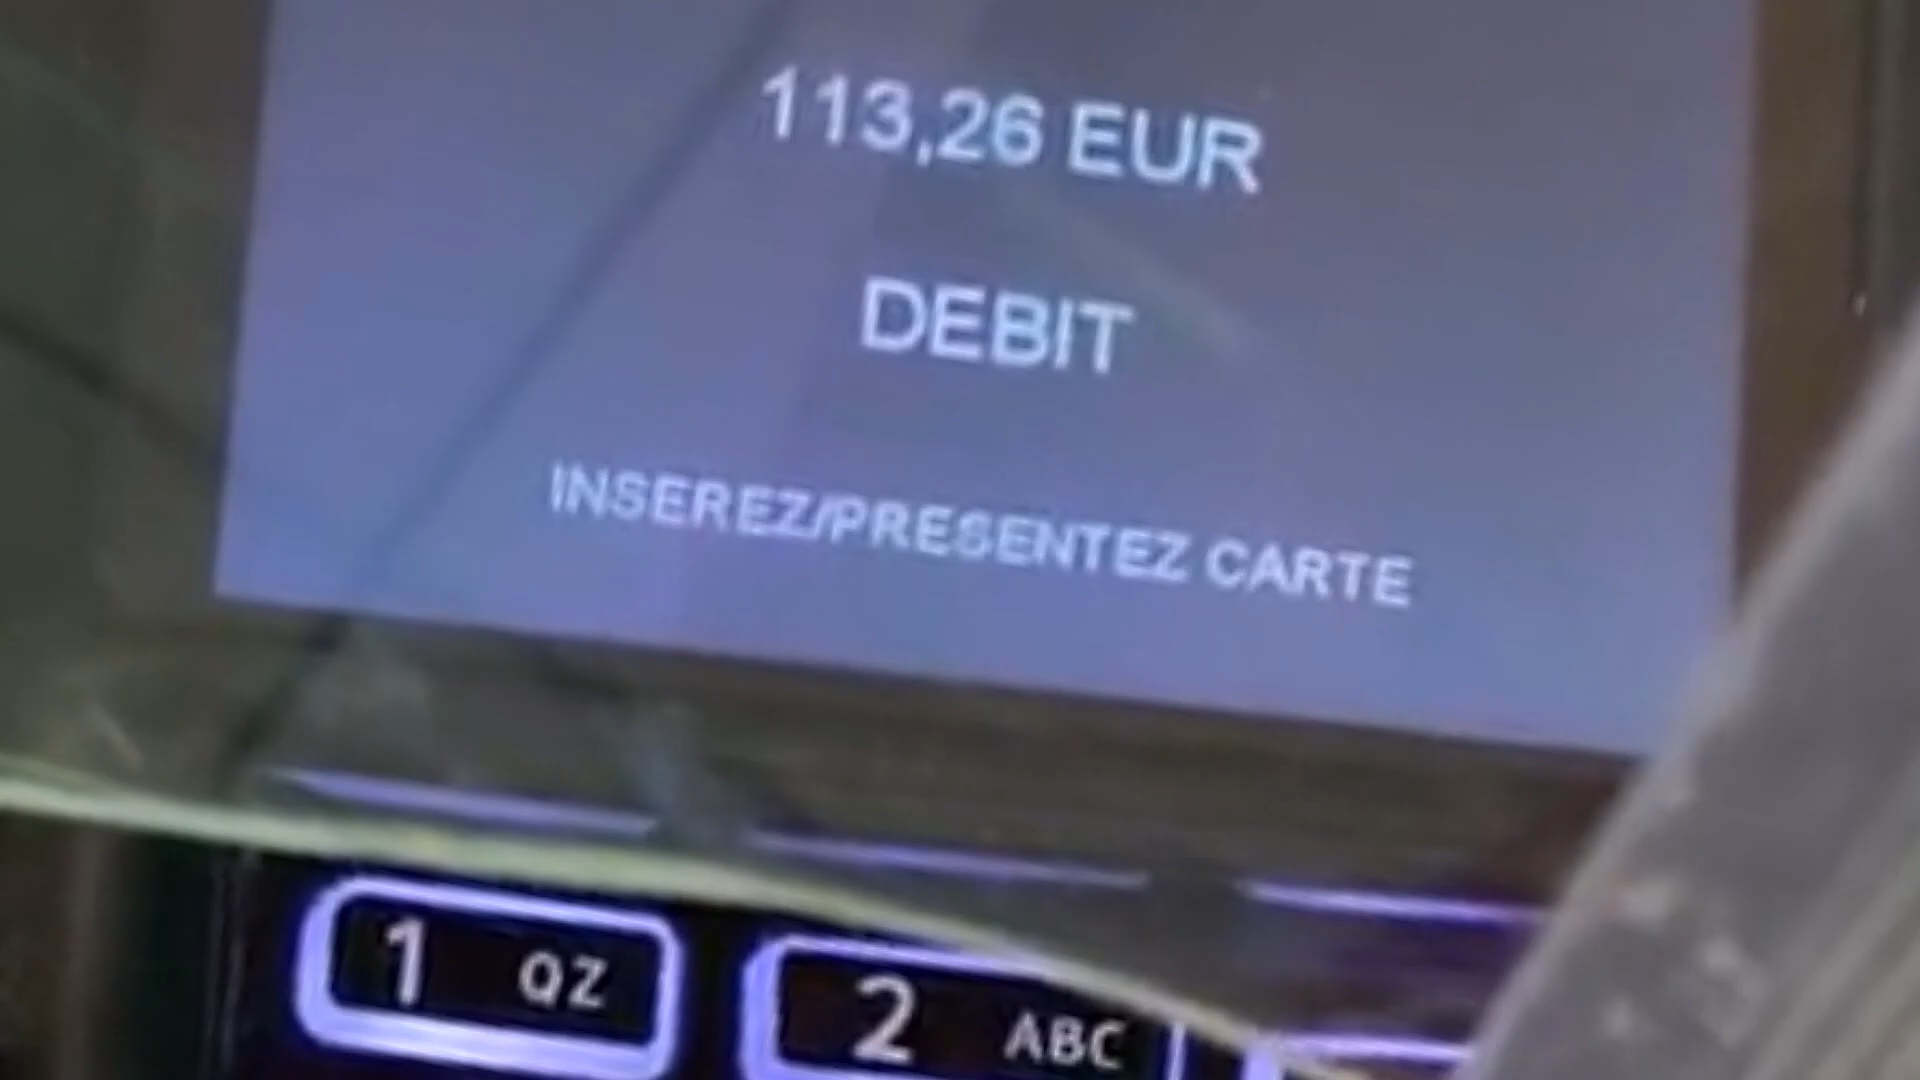 113,26 EUR
DEBIT
INSEREZ/PRESENTEZ CARTE
1 QZ
2 ABC